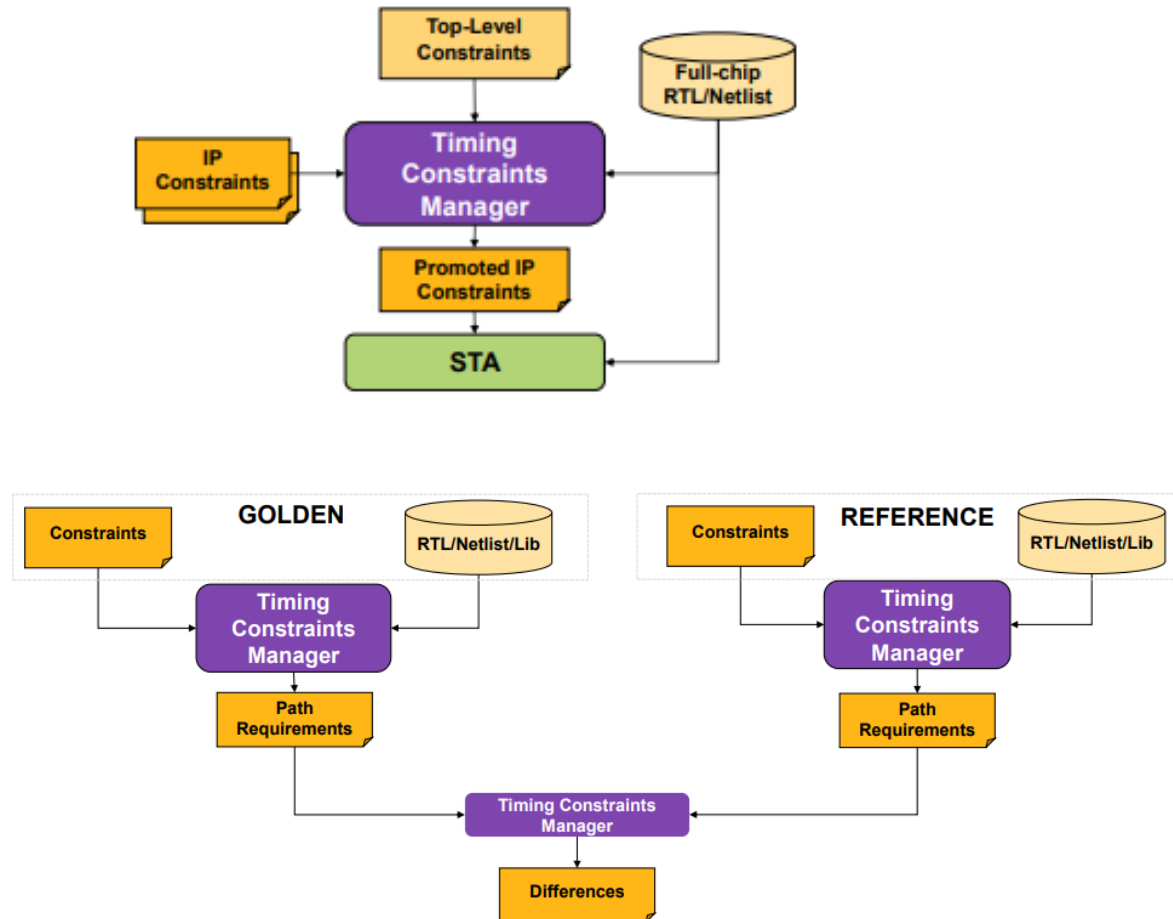 Top-Level
Constraints
Full-chip
RTL/Netlist
IP
Constraints
Timing
Constraints
Manager
Promoted IP
Constraints
STA
GOLDEN
Constraints
RTL/Netlist/Lib
Timing
Constraints
Manager
Path
Requirements
REFERENCE
Constraints
RTL/Netlist/Lib
Timing
Constraints
Manager
Path
Requirements
Timing Constraints
Manager
Differences